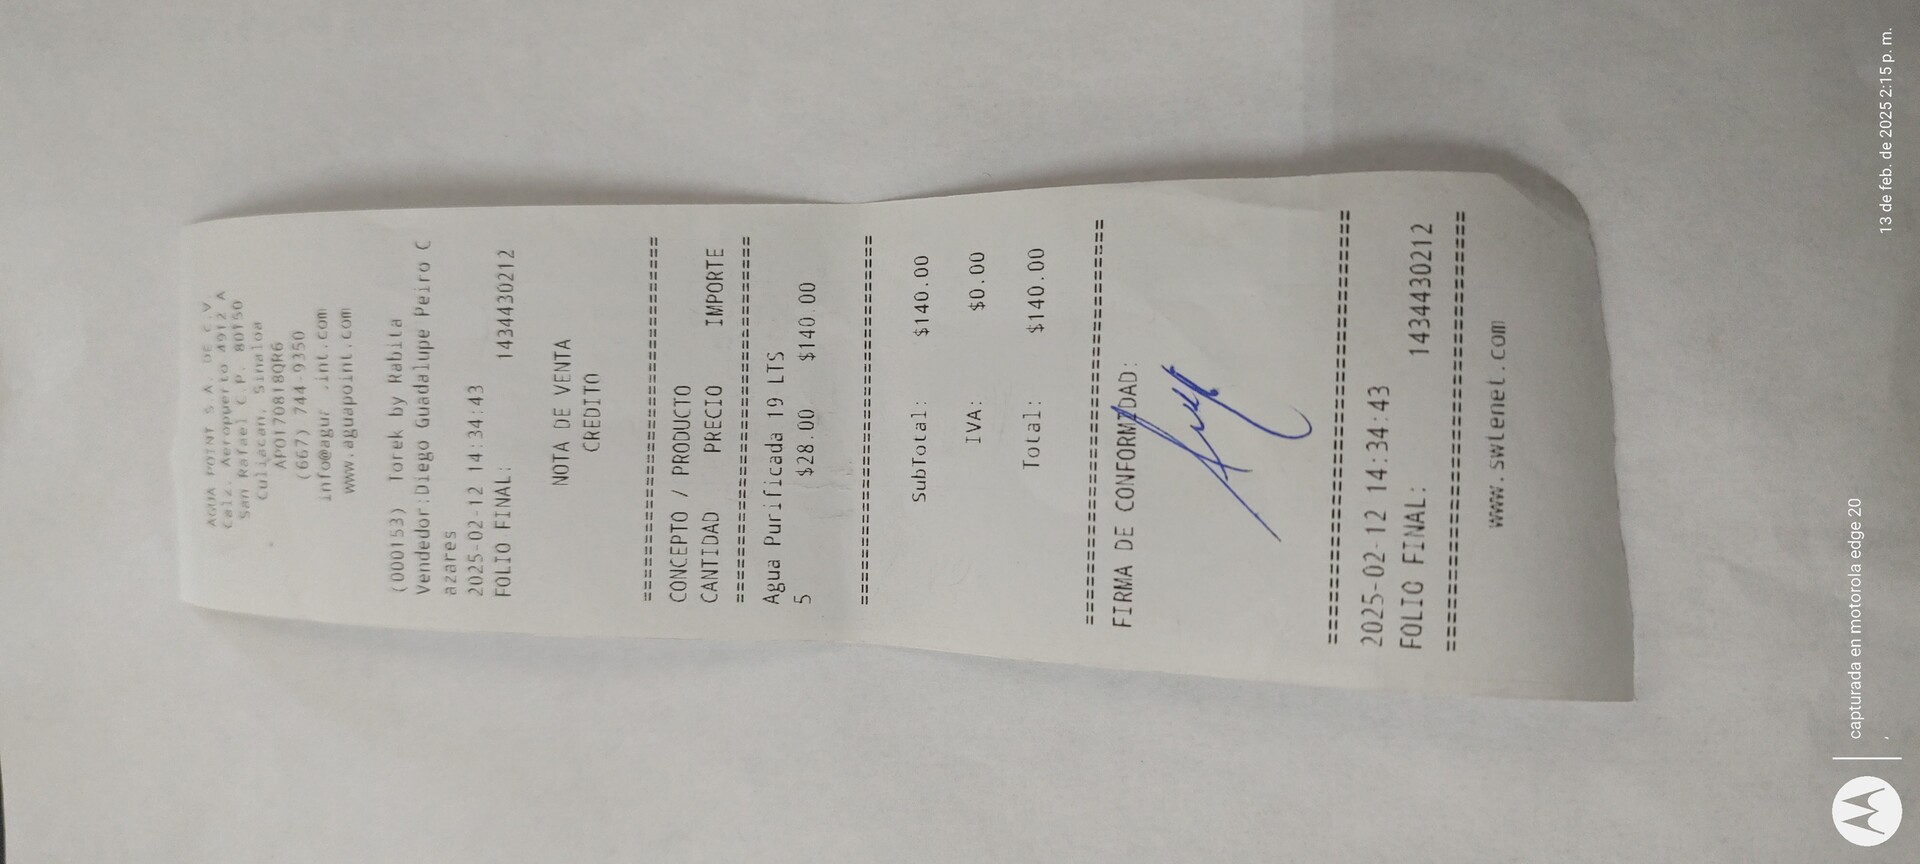 AGUA POINT S.A. DE C.V.
Calz. Aeropuerto 4912 A
San Rafael C.P. 80150
Culiacan, Sinaloa
APO170818QR6
(667) 744-9350
info@agu .int.com
www.aguapoint.com
(000153) Torek by Rabita
Vendedor:Diego Guadalupe Peiro C
azares
2025-02-12 14:34:43
FOLIO FINAL: 1434430212
NOTA DE VENTA
CREDITO
================================
CONCEPTO / PRODUCTO
CANTIDAD PRECIO IMPORTE
================================
Agua Purificada 19 LTS
5 $28.00 $140.00
================================
SubTotal: $140.00
IVA: $0.00
Total: $140.00
================================
FIRMA DE CONFORMIDAD:
================================
2025-02-12 14:34:43
FOLIO FINAL: 1434430212
================================
www.swtenet.com
capturada en motorola edge 20
13 de feb. de 2025 2:15 p. m.